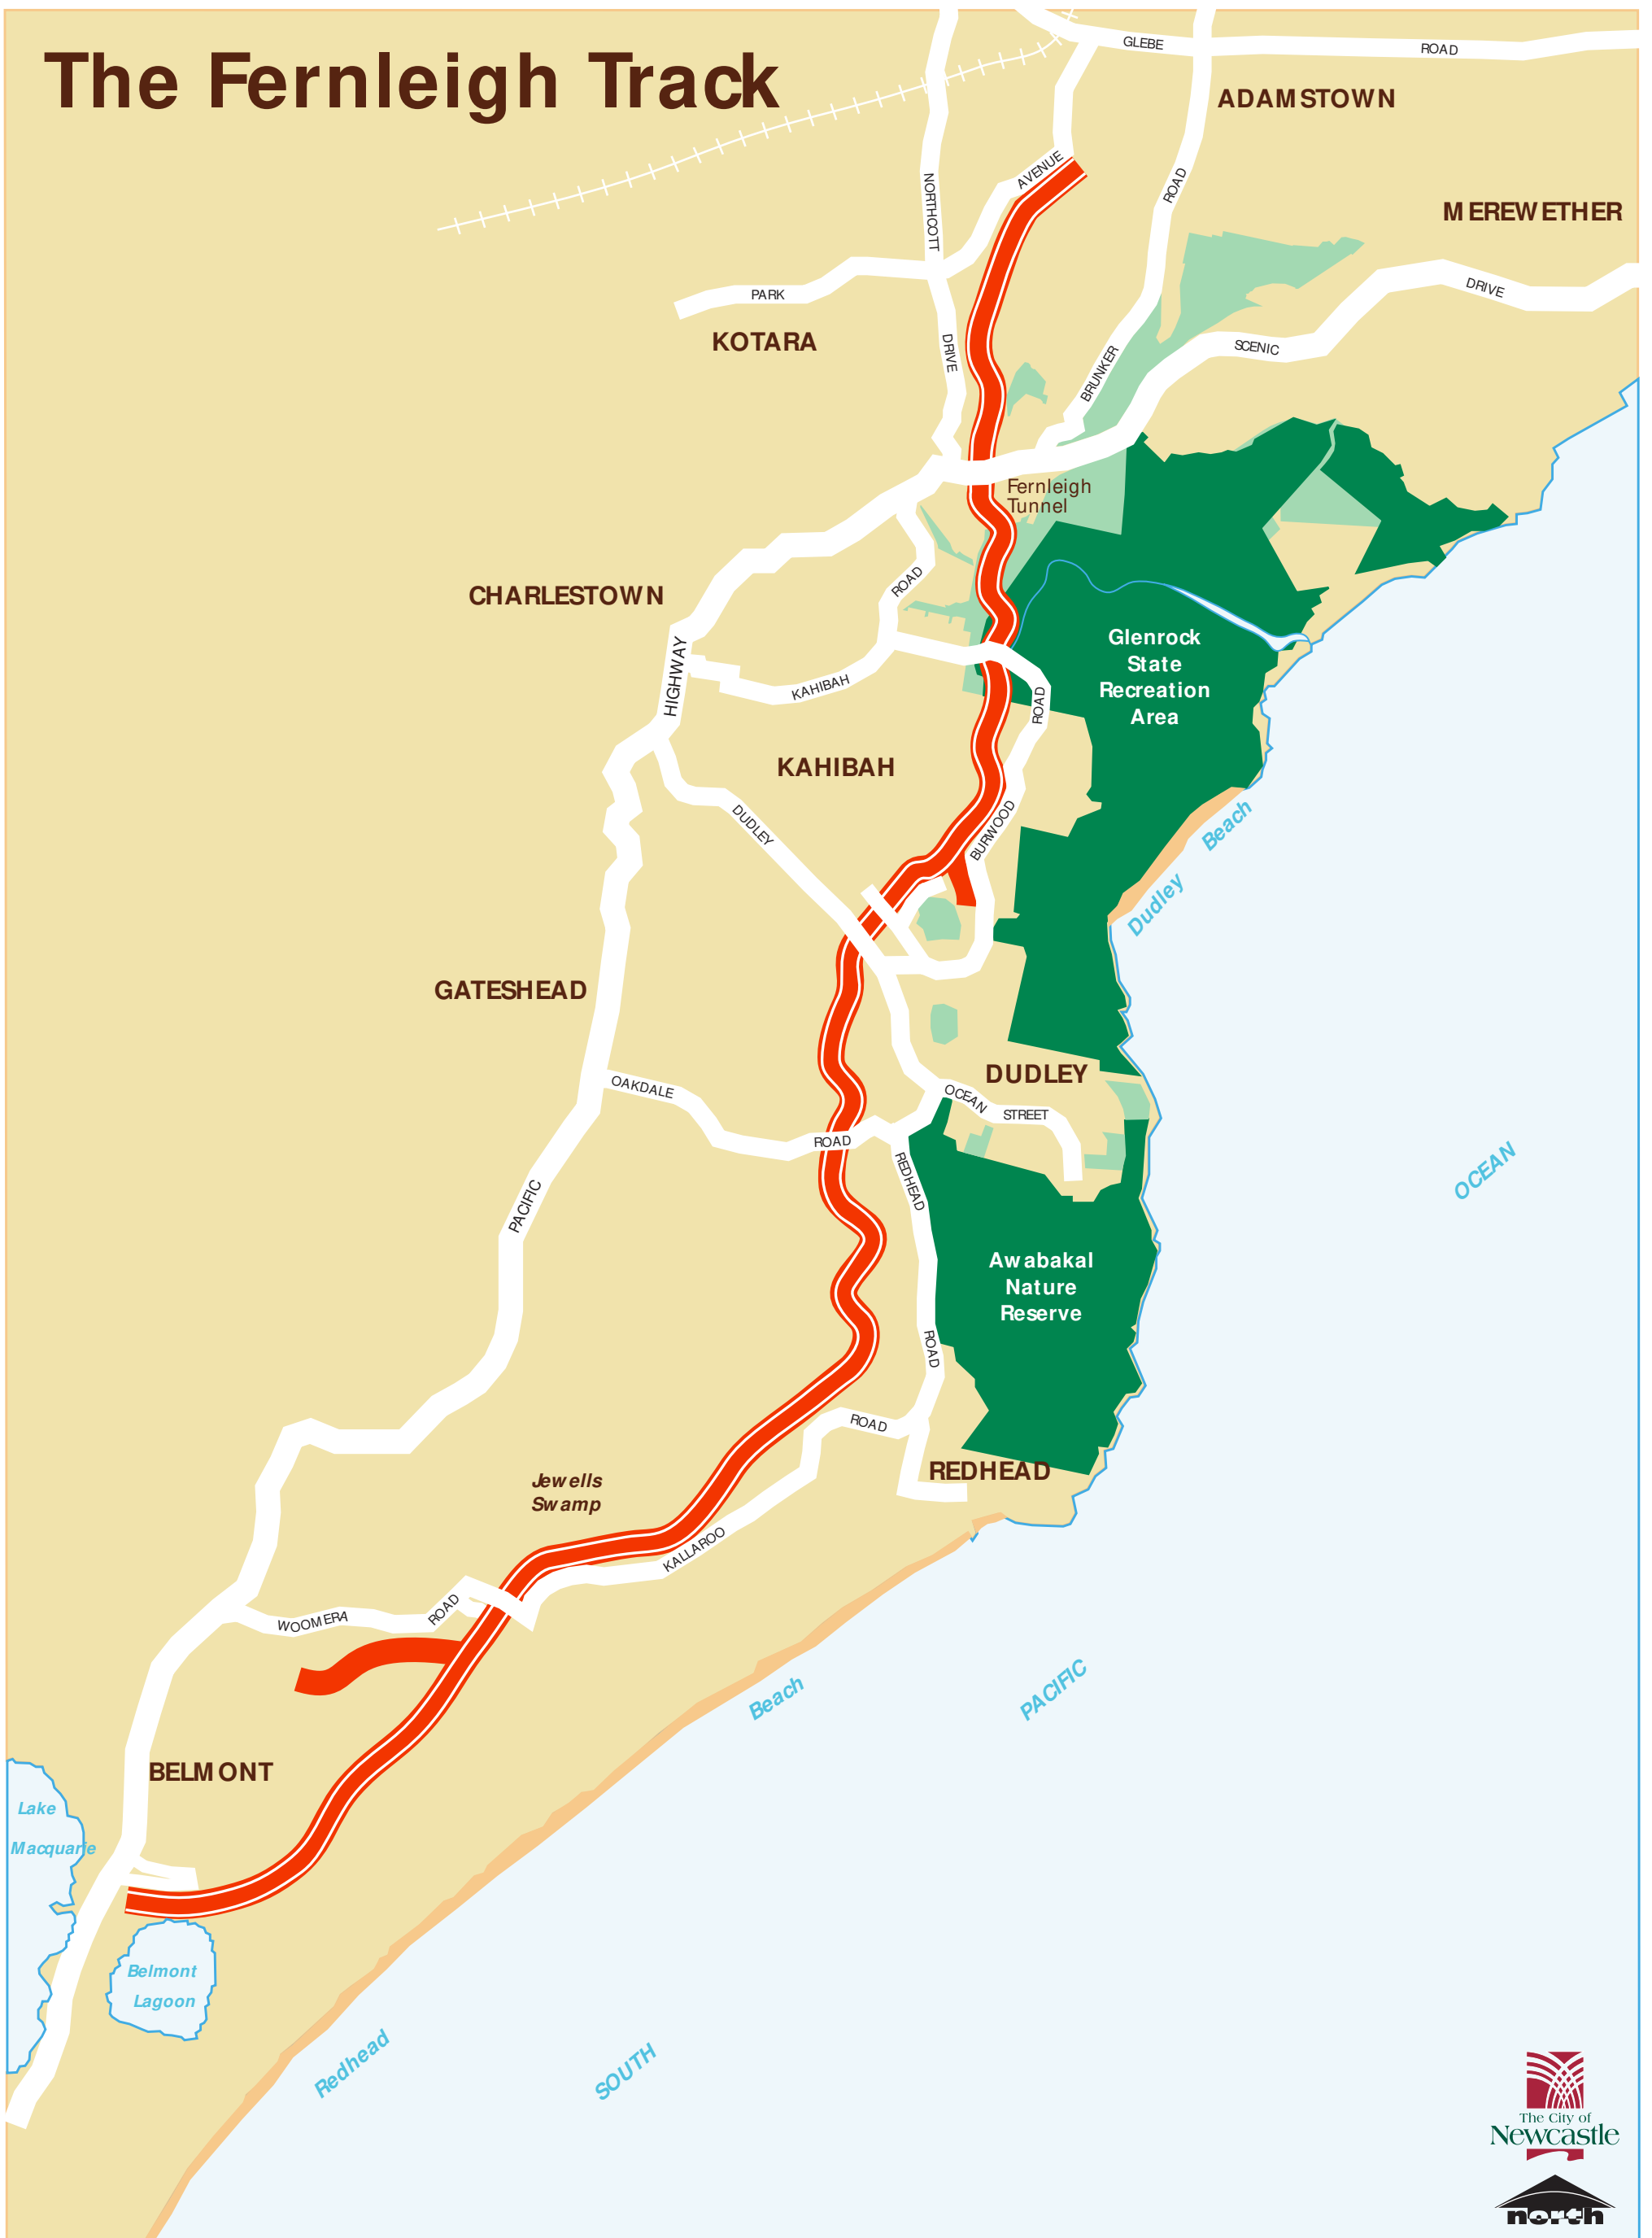 The Fernleigh Track
GLEBE
ROAD
ADAMSTOWN
AVENUE
ROAD
NORTHCOTT
MEREWETHER
PARK
DRIVE
KOTARA
DRIVE
SCENIC
BRUNKER
Fernleigh
Tunnel
CHARLESTOWN
ROAD
HIGHWAY
KAHIBAH
Glenrock
State
Recreation
Area
ROAD
KAHIBAH
DUDLEY
BURWOOD
Beach
Dudley
GATESHEAD
DUDLEY
OAKDALE
OCEAN
STREET
ROAD
REDHEAD
OCEAN
PACIFIC
Awabakal
Nature
Reserve
ROAD
ROAD
REDHEAD
Jewells
Swamp
KALLAROO
ROAD
WOOMERA
Beach
PACIFIC
BELMONT
Lake
Macquarie
Belmont
Lagoon
Redhead
SOUTH
The City of
Newcastle
north